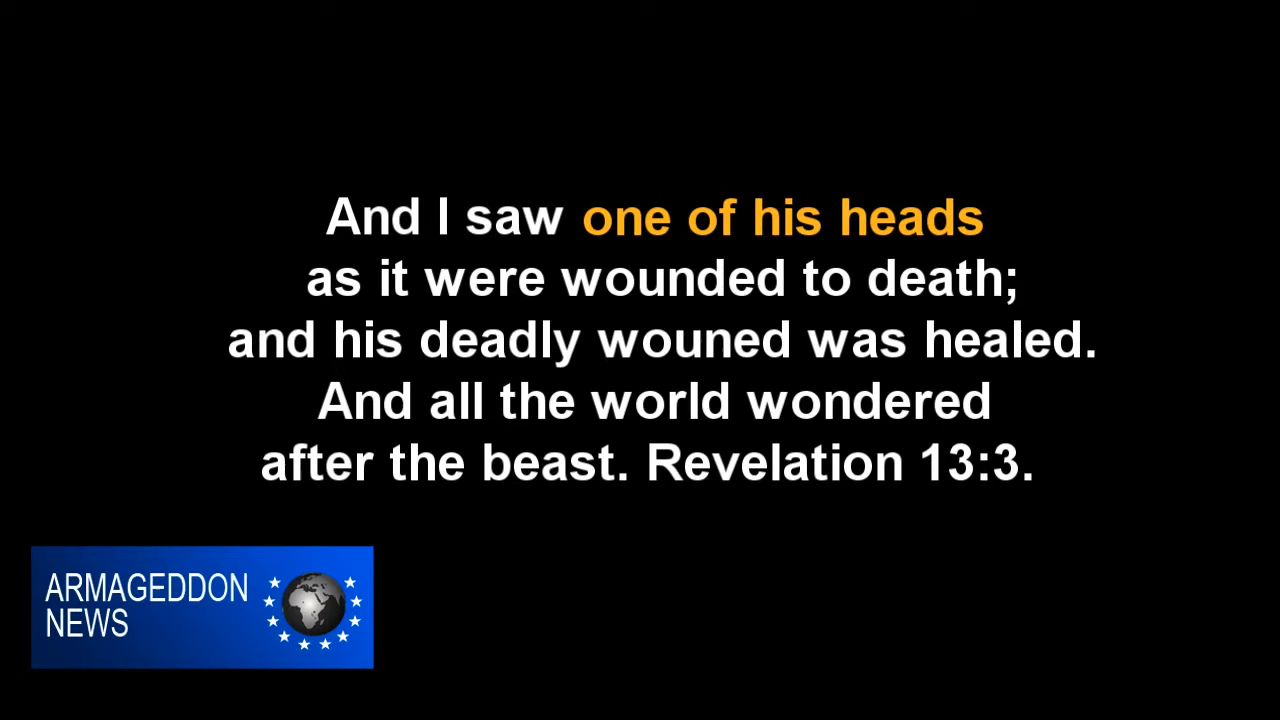 And I saw one of his heads
as it were wounded to death;
and his deadly wouned was healed.
And all the world wondered
after the beast. Revelation 13:3.
ARMAGEDDON
NEWS